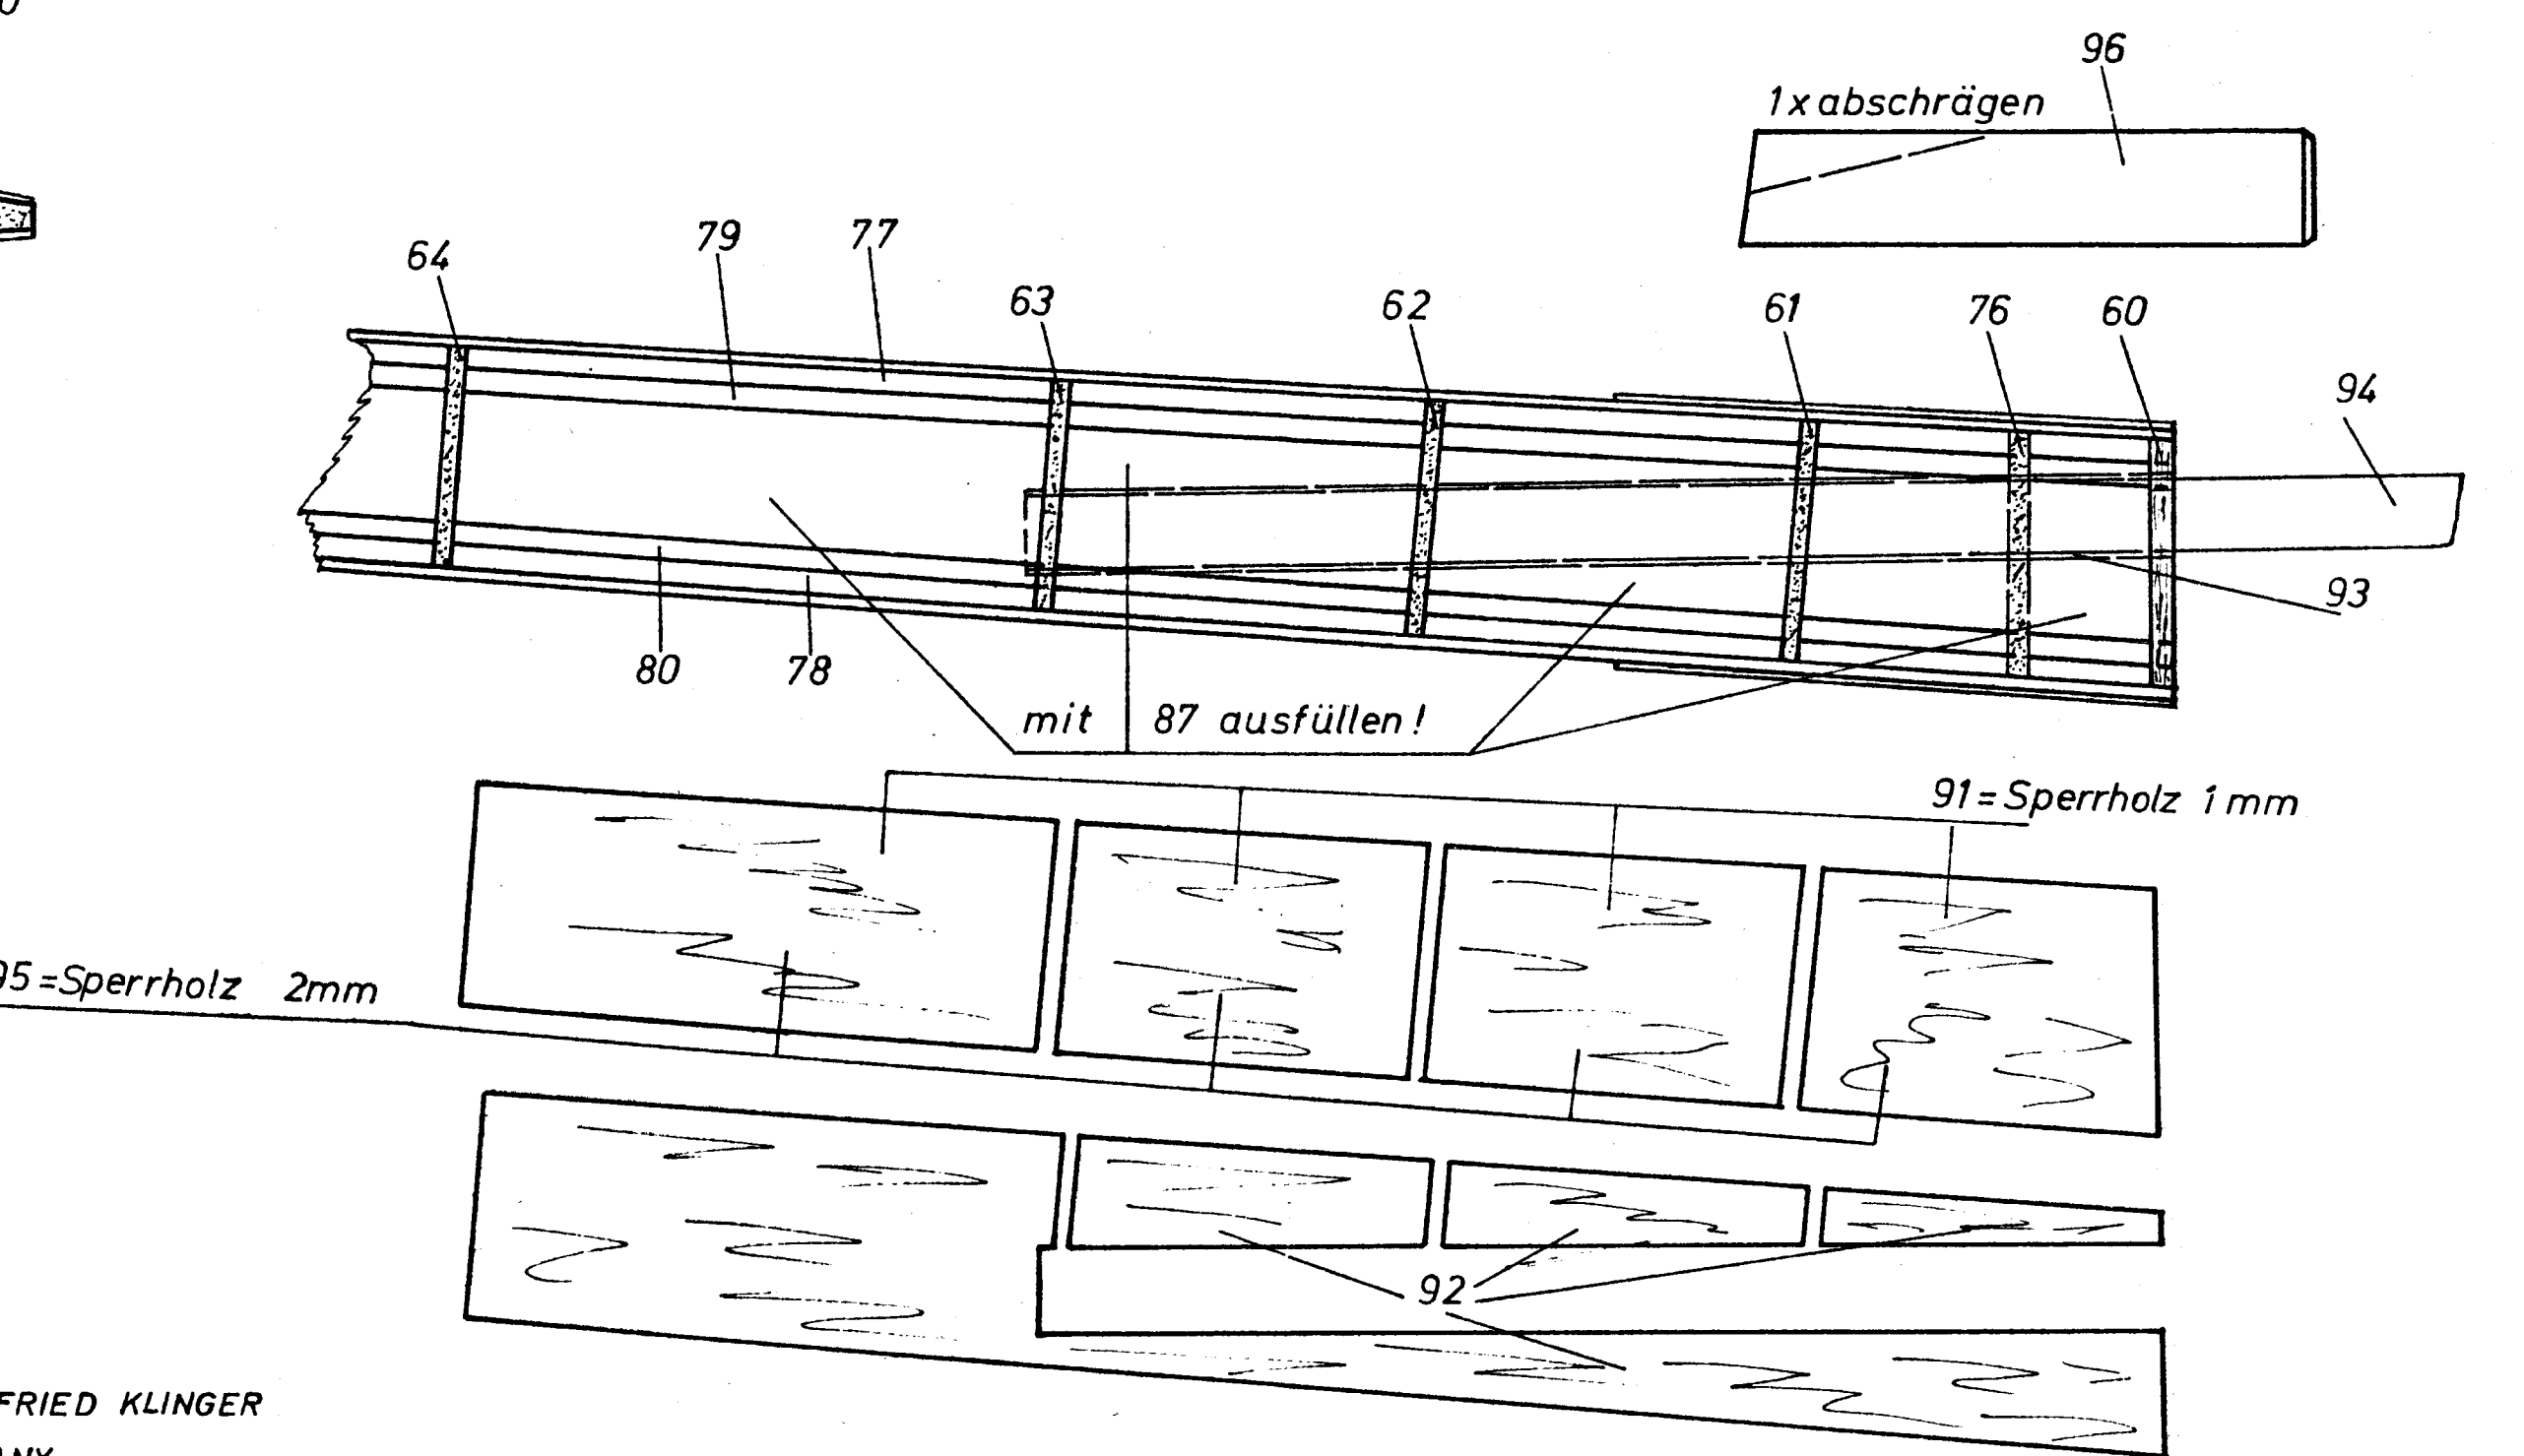 96
1x abschrägen
64
79
77
63
62
61
76
60
94
93
80
78
mit 87 ausfüllen!
91=Sperrholz 1mm
95=Sperrholz 2mm
92
FRIED KLINGER